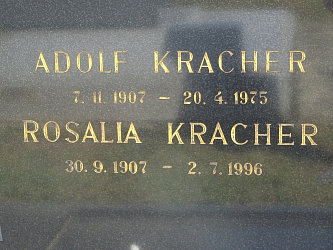 ADOLF KRACHER
7. 11. 1907 – 20. 4. 1975
ROSALIA KRACHER
30. 9. 1907 – 2. 7. 1996